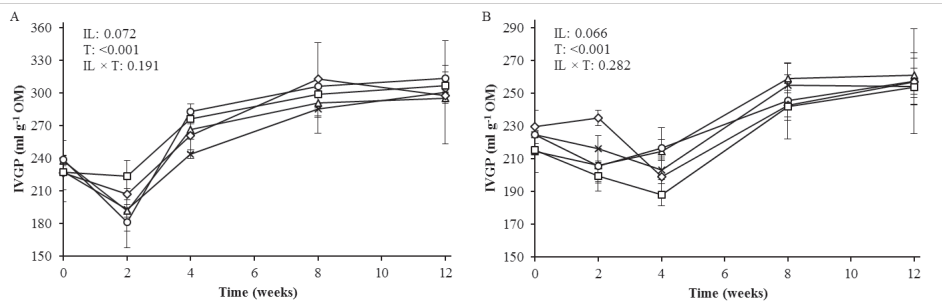 A
IL: 0.072
T: <0.001
IL × T: 0.191
IVGP (ml g⁻¹ OM)
360
330
300
270
240
210
180
150
0 2 4 6 8 10 12
Time (weeks)
B
IL: 0.066
T: <0.001
IL × T: 0.282
IVGP (ml g⁻¹ OM)
290
270
250
230
210
190
170
150
0 2 4 6 8 10 12
Time (weeks)